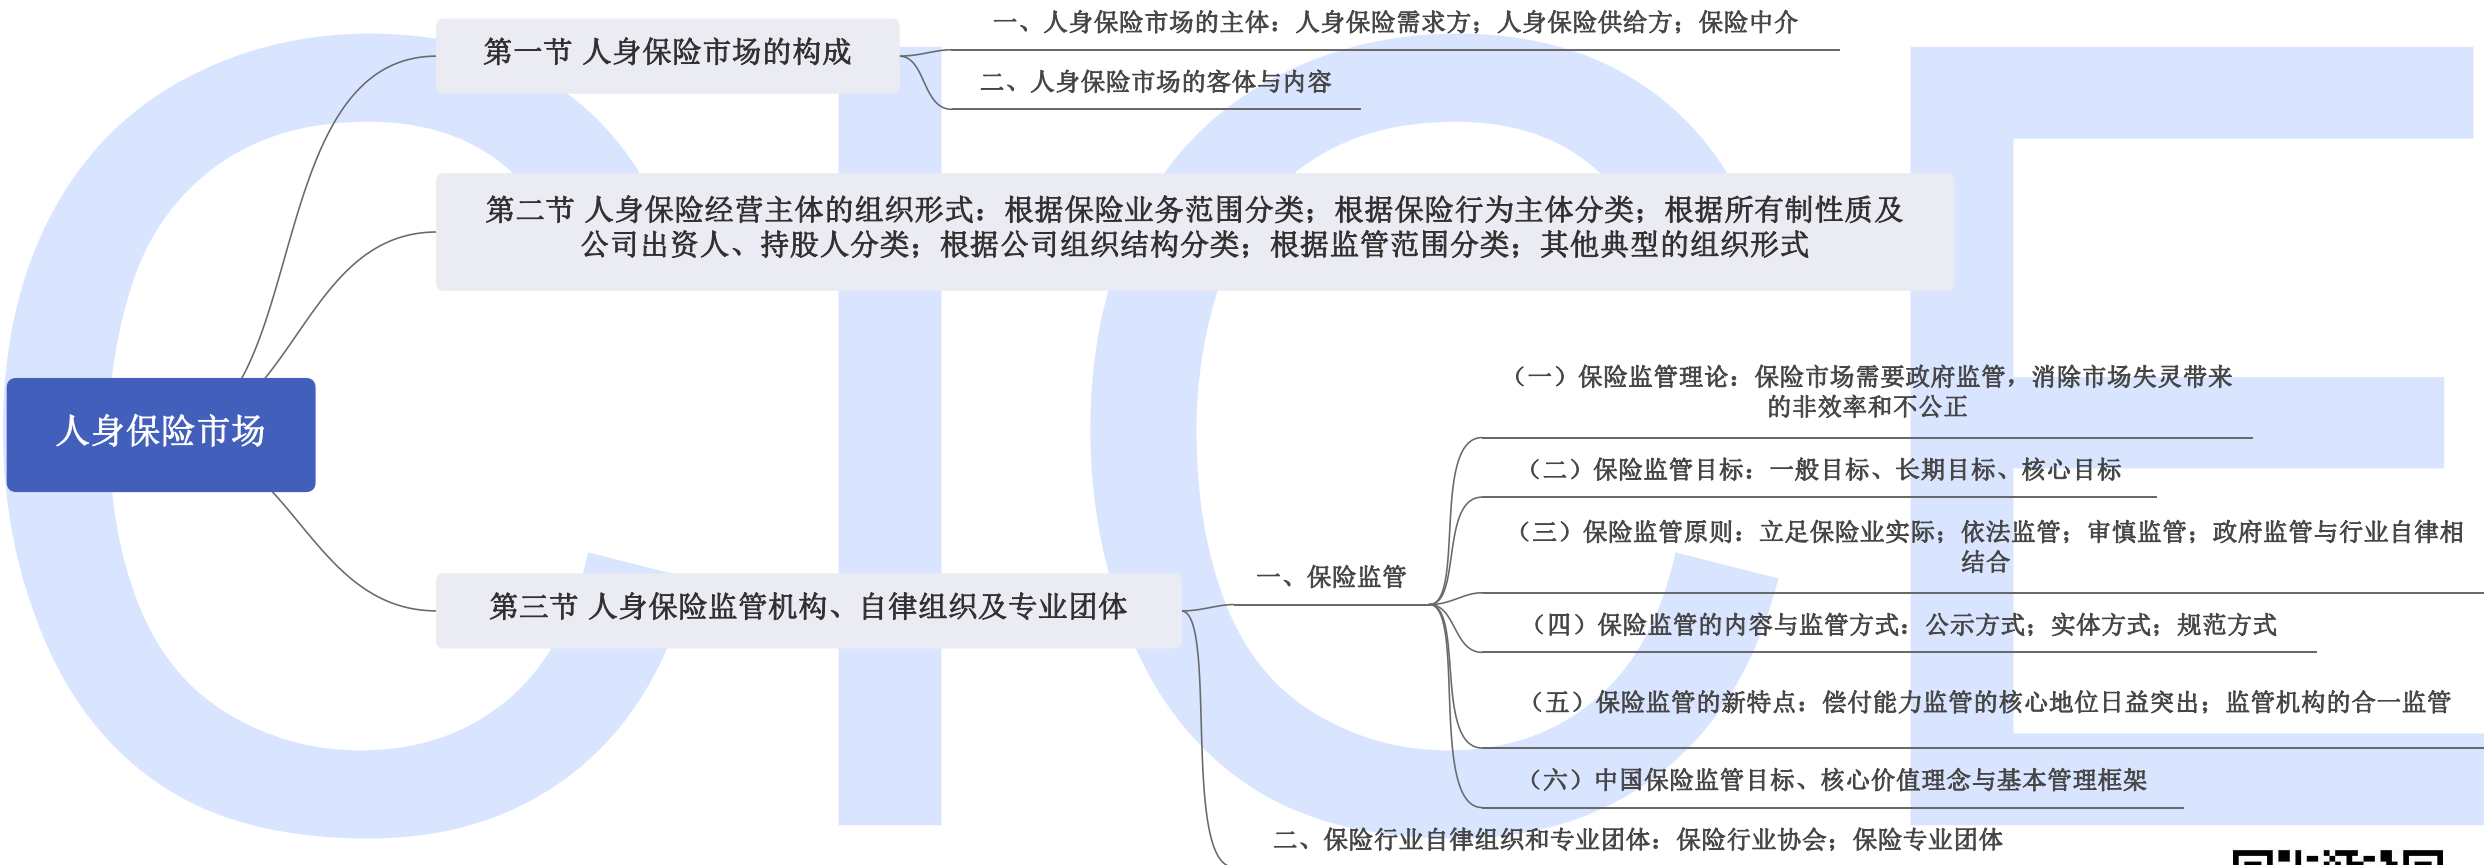 一、人身保险市场的主体：人身保险需求方；人身保险供给方；保险中介
第一节 人身保险市场的构成
二、人身保险市场的客体与内容
第二节 人身保险经营主体的组织形式：根据保险业务范围分类；根据保险行为主体分类；根据所有制性质及
公司出资人、持股人分类；根据公司组织结构分类；根据监管范围分类；其他典型的组织形式
人身保险市场
（一）保险监管理论：保险市场需要政府监管，消除市场失灵带来
的非效率和不公正
（二）保险监管目标：一般目标、长期目标、核心目标
（三）保险监管原则：立足保险业实际；依法监管；审慎监管；政府监管与行业自律相
结合
一、保险监管
第三节 人身保险监管机构、自律组织及专业团体
（四）保险监管的内容与监管方式：公示方式；实体方式；规范方式
（五）保险监管的新特点：偿付能力监管的核心地位日益突出；监管机构的合一监管
（六）中国保险监管目标、核心价值理念与基本管理框架
二、保险行业自律组织和专业团体：保险行业协会；保险专业团体
CICE